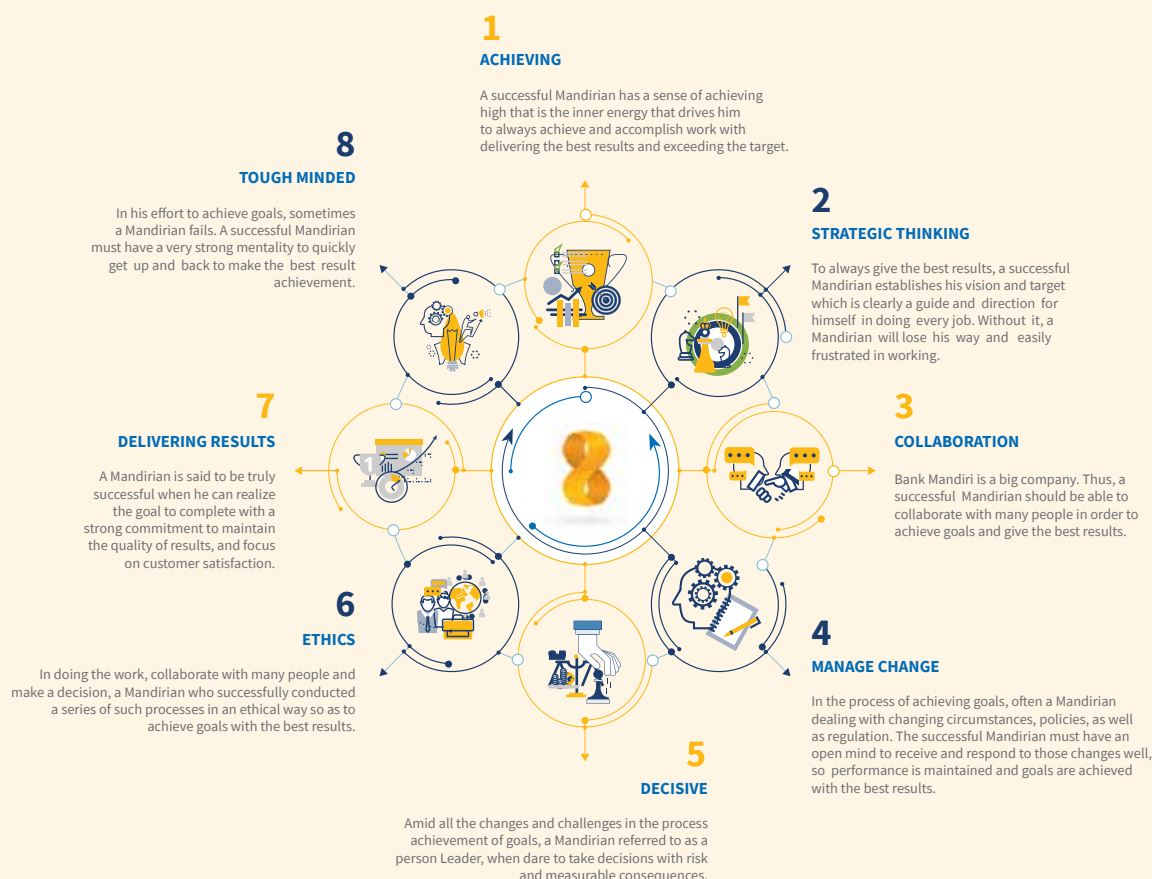 1
ACHIEVING
A successful Mandirian has a sense of achieving
high that is the inner energy that drives him
to always achieve and accomplish work with
delivering the best results and exceeding the target.
2
STRATEGIC THINKING
To always give the best results, a successful
Mandirian establishes his vision and target
which is clearly a guide and direction for
himself in doing every job. Without it, a
Mandirian will lose his way and easily
frustrated in working.
3
COLLABORATION
Bank Mandiri is a big company. Thus, a
successful Mandirian should be able to
collaborate with many people in order to
achieve goals and give the best results.
4
MANAGE CHANGE
In the process of achieving goals, often a Mandirian
dealing with changing circumstances, policies, as well
as regulation. The successful Mandirian must have an
open mind to receive and respond to those changes well,
so performance is maintained and goals are achieved
with the best results.
5
DECISIVE
Amid all the changes and challenges in the process
achievement of goals, a Mandirian referred to as a
person Leader, when dare to take decisions with risk
and measurable consequences.
6
ETHICS
In doing the work, collaborate with many people and
make a decision, a Mandirian who successfully conducted
a series of such processes in an ethical way so as to
achieve goals with the best results.
7
DELIVERING RESULTS
A Mandirian is said to be truly
successful when he can realize
the goal to complete with a
strong commitment to maintain
the quality of results, and focus
on customer satisfaction.
8
TOUGH MINDED
In his effort to achieve goals, sometimes
a Mandirian fails. A successful Mandirian
must have a very strong mentality to quickly
get up and back to make the best result
achievement.
8
1